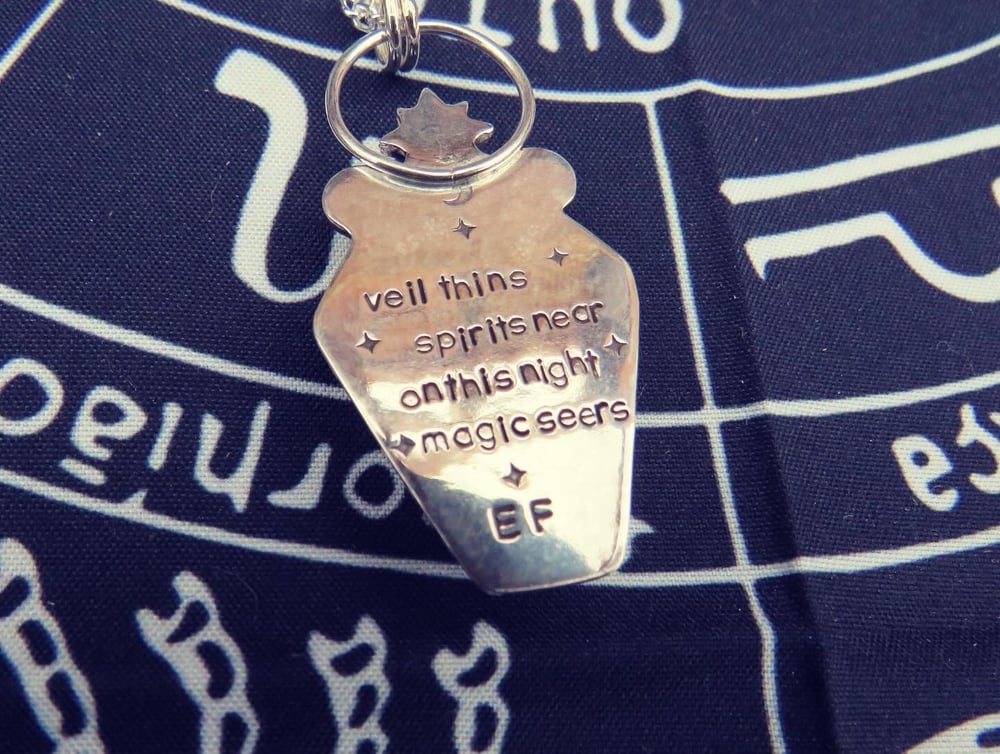 veil thins
spirits near
on this night
magic seers
EF